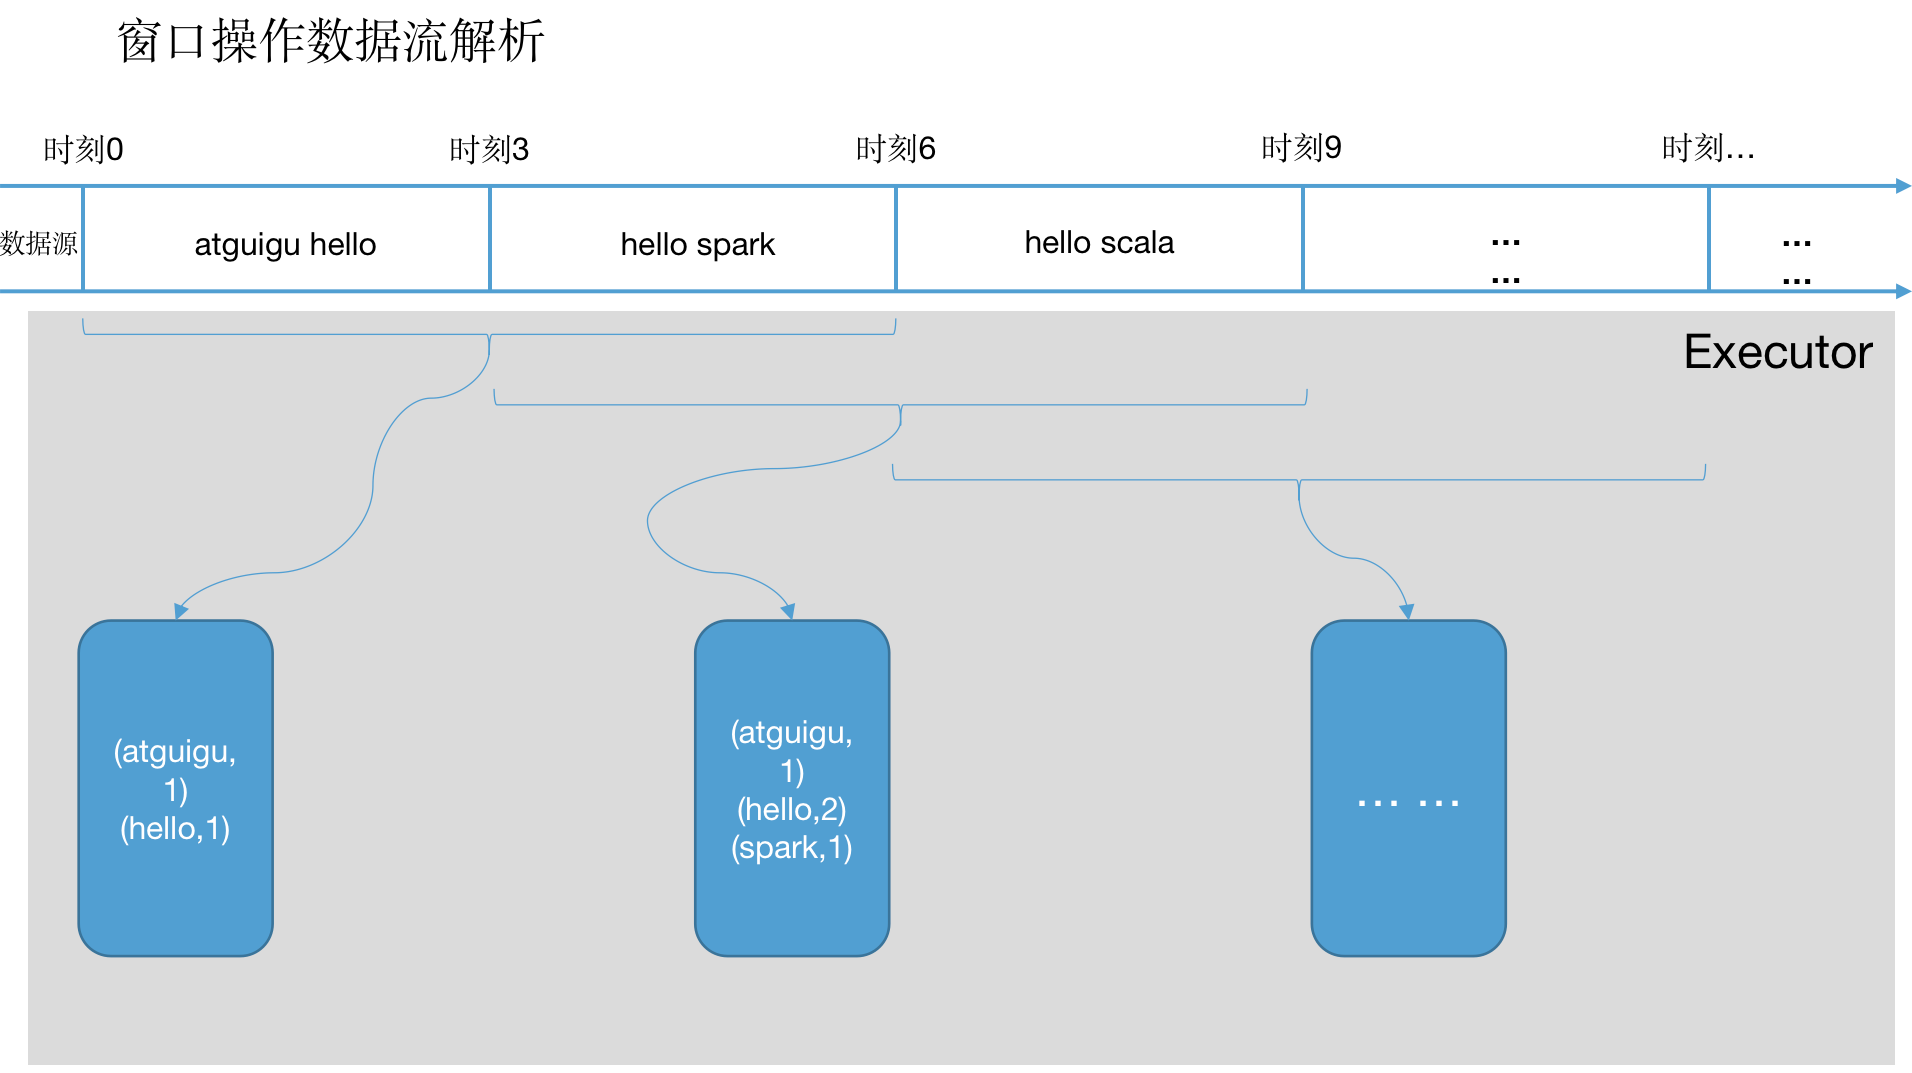 窗口操作数据流解析
时刻0
时刻3
时刻6
时刻9
时刻...
数据源
atguigu hello
hello spark
hello scala
...
...
...
...
Executor
(atguigu,
1)
(hello,1)
(atguigu,
1)
(hello,2)
(spark,1)
... ...